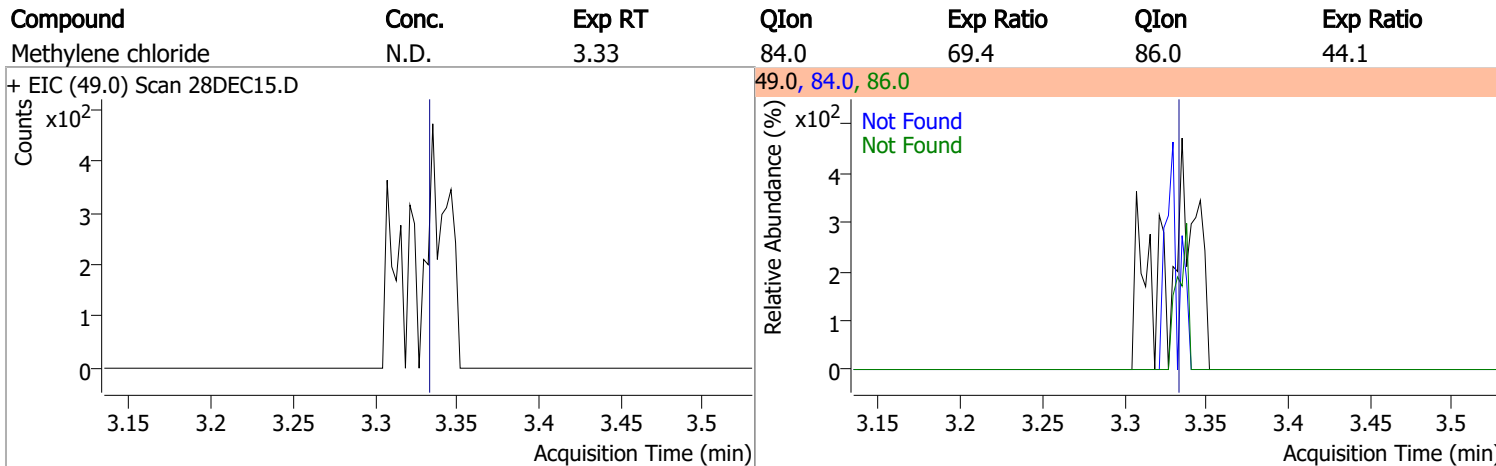 Compound Conc. Exp RT QIon Exp Ratio QIon Exp Ratio
Methylene chloride N.D. 3.33 84.0 69.4 86.0 44.1
+ EIC (49.0) Scan 28DEC15.D
Counts
x10²
4
3
2
1
0
3.15 3.2 3.25 3.3 3.35 3.4 3.45 3.5
Acquisition Time (min)
49.0, 84.0, 86.0
Relative Abundance (%)
x10²
Not Found
Not Found
4
3
2
1
0
3.15 3.2 3.25 3.3 3.35 3.4 3.45 3.5
Acquisition Time (min)